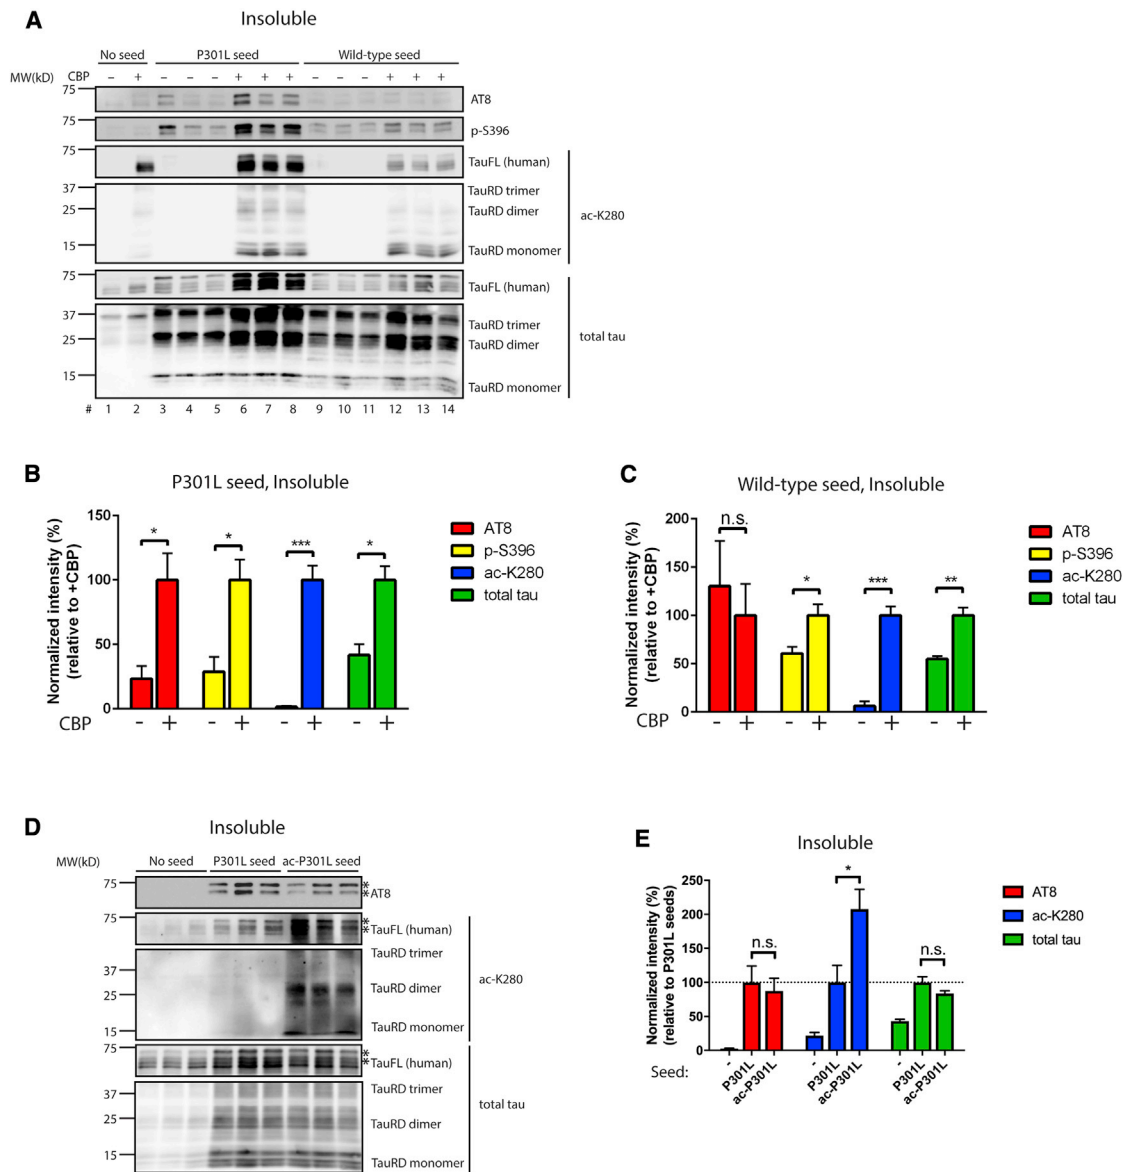 A
Insoluble
No seed P301L seed Wild-type seed
MW(kD) CBP - + - - - + + + - - - + + +
75
AT8
75
p-S396
75
TauFL (human)
37
TauRD trimer
25
TauRD dimer
ac-K280
15
TauRD monomer
75
TauFL (human)
37
TauRD trimer
25
TauRD dimer
total tau
15
TauRD monomer
# 1 2 3 4 5 6 7 8 9 10 11 12 13 14
B
P301L seed, Insoluble
Normalized intensity (%)
(relative to +CBP)
150
100
50
0
* * *** *
CBP - + - + - + - +
AT8
p-S396
ac-K280
total tau
C
Wild-type seed, Insoluble
Normalized intensity (%)
(relative to +CBP)
200
150
100
50
0
n.s. * *** **
CBP - + - + - + - +
AT8
p-S396
ac-K280
total tau
D
Insoluble
MW(kD) No seed P301L seed ac-P301L seed
75
*
*AT8
75
*
*TauFL (human)
TauRD trimer
37
ac-K280
TauRD dimer
25
TauRD monomer
15
75
*
*TauFL (human)
TauRD trimer
37
total tau
TauRD dimer
25
15
TauRD monomer
E
Insoluble
Normalized intensity (%)
(relative to P301L seeds)
250
200
150
100
50
0
n.s. * n.s.
Seed: - P301L ac-P301L - P301L ac-P301L - P301L ac-P301L
AT8
ac-K280
total tau